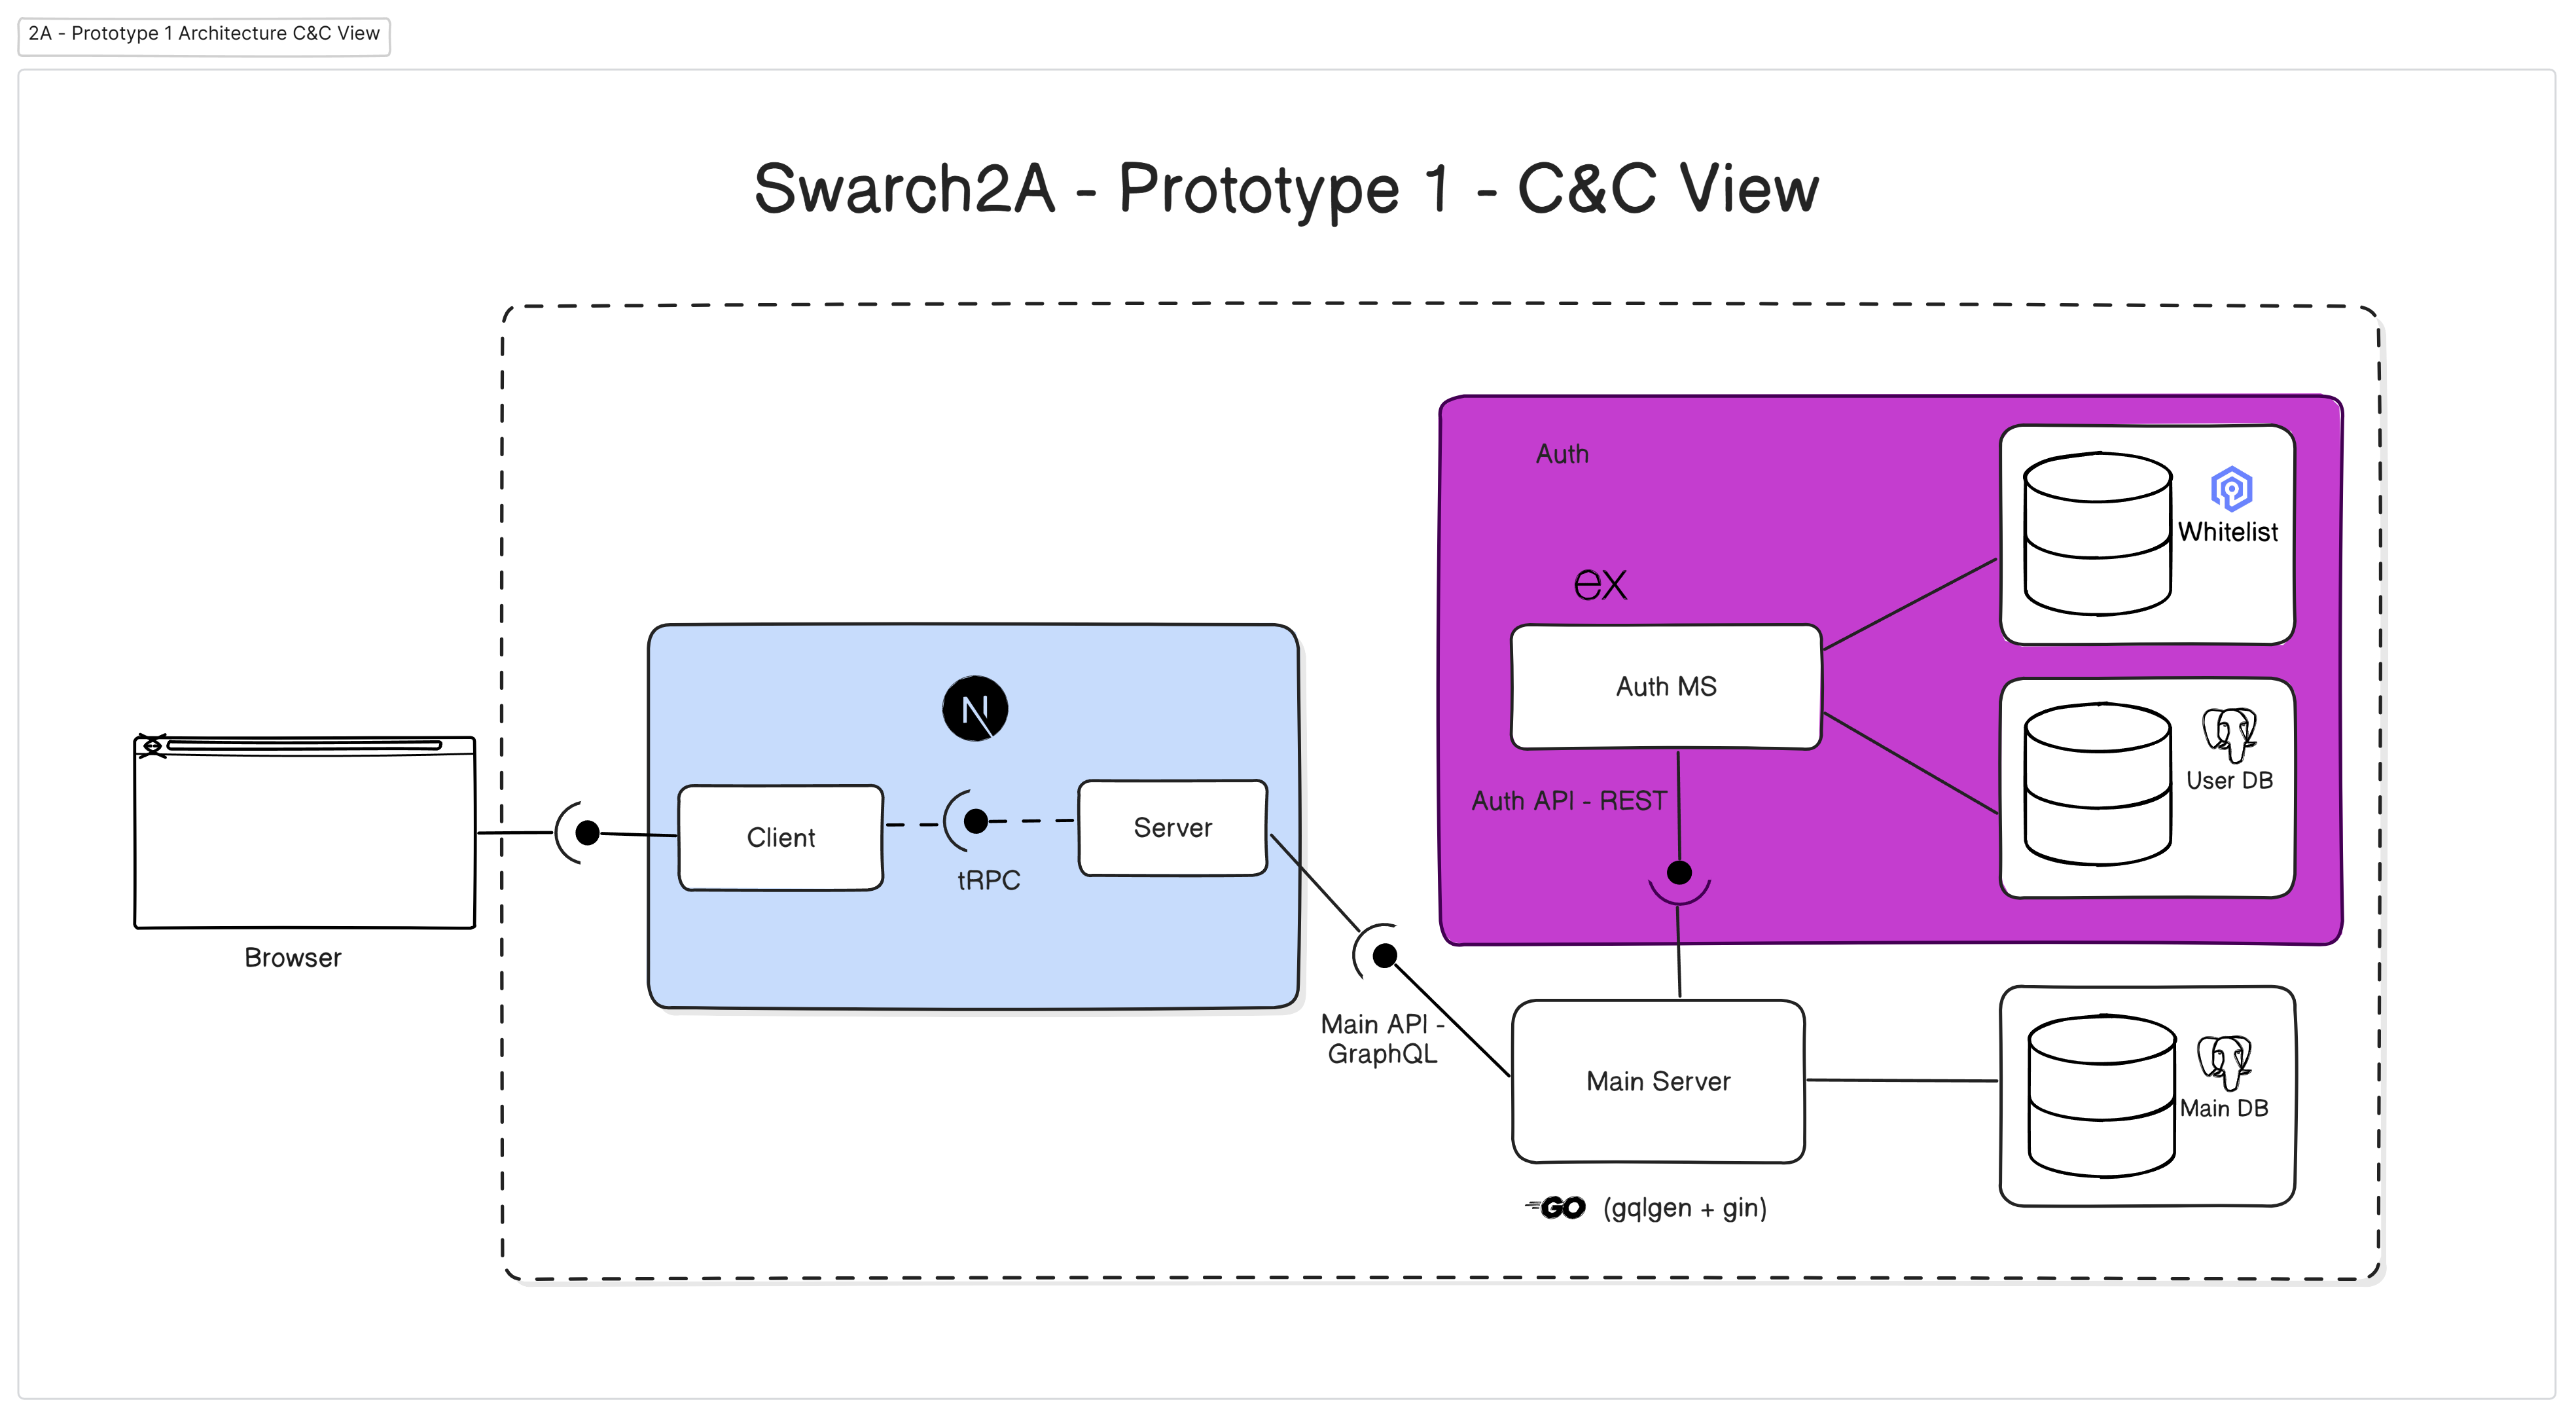 2A - Prototype 1 Architecture C&C View
Swarch2A - Prototype 1 - C&C View
Auth
Whitelist
ex
Auth MS
User DB
N
Client
Server
tRPC
Auth API - REST
Browser
Main API -
GraphQL
Main Server
Main DB
GO (gqlgen + gin)